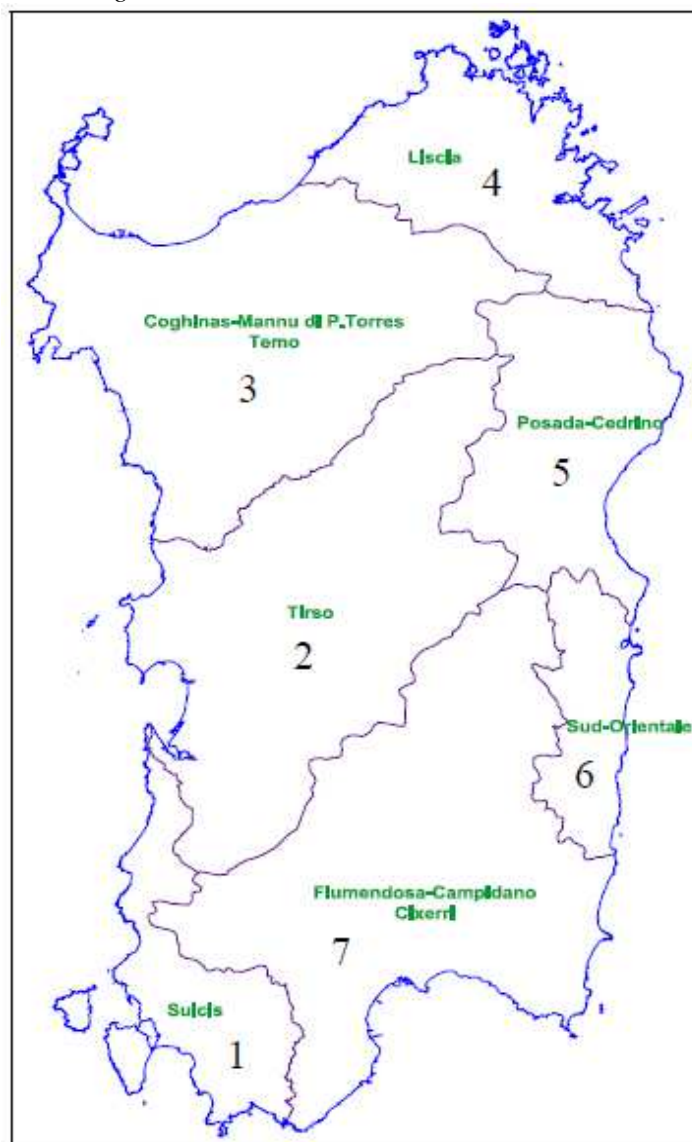 Liscia
4
Coghinas-Mannu di P.Torres
Temo
3
Posada-Cedrino
5
Tirso
2
Sud-Orientale
6
Flumendosa-Campidano
Cixerri
7
Sulcis
1